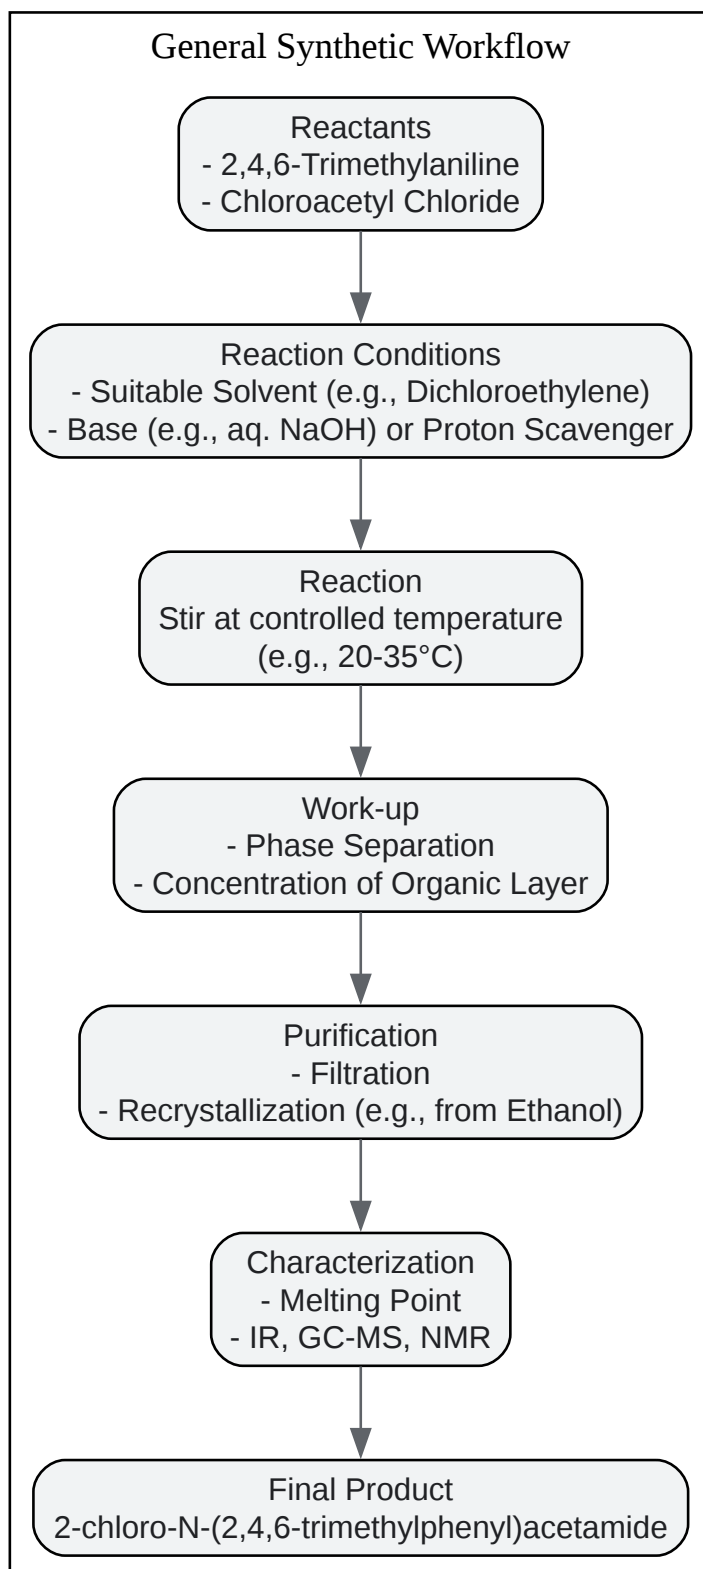 General Synthetic Workflow
Reactants
- 2,4,6-Trimethylaniline
- Chloroacetyl Chloride
Reaction Conditions
- Suitable Solvent (e.g., Dichloroethylene)
- Base (e.g., aq. NaOH) or Proton Scavenger
Reaction
Stir at controlled temperature
(e.g., 20-35°C)
Work-up
- Phase Separation
- Concentration of Organic Layer
Purification
- Filtration
- Recrystallization (e.g., from Ethanol)
Characterization
- Melting Point
- IR, GC-MS, NMR
Final Product
2-chloro-N-(2,4,6-trimethylphenyl)acetamide